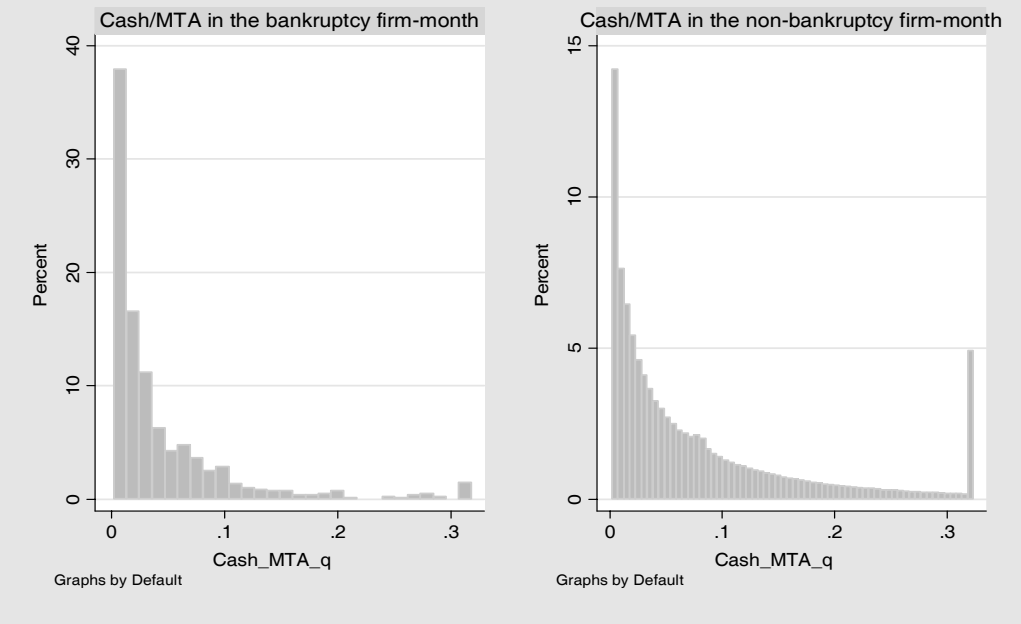 Cash/MTA in the bankruptcy firm-month
40
30
20
10
0
Percent
0 .1 .2 .3
Cash_MTA_q
Graphs by Default
Cash/MTA in the non-bankruptcy firm-month
15
10
5
0
Percent
0 .1 .2 .3
Cash_MTA_q
Graphs by Default